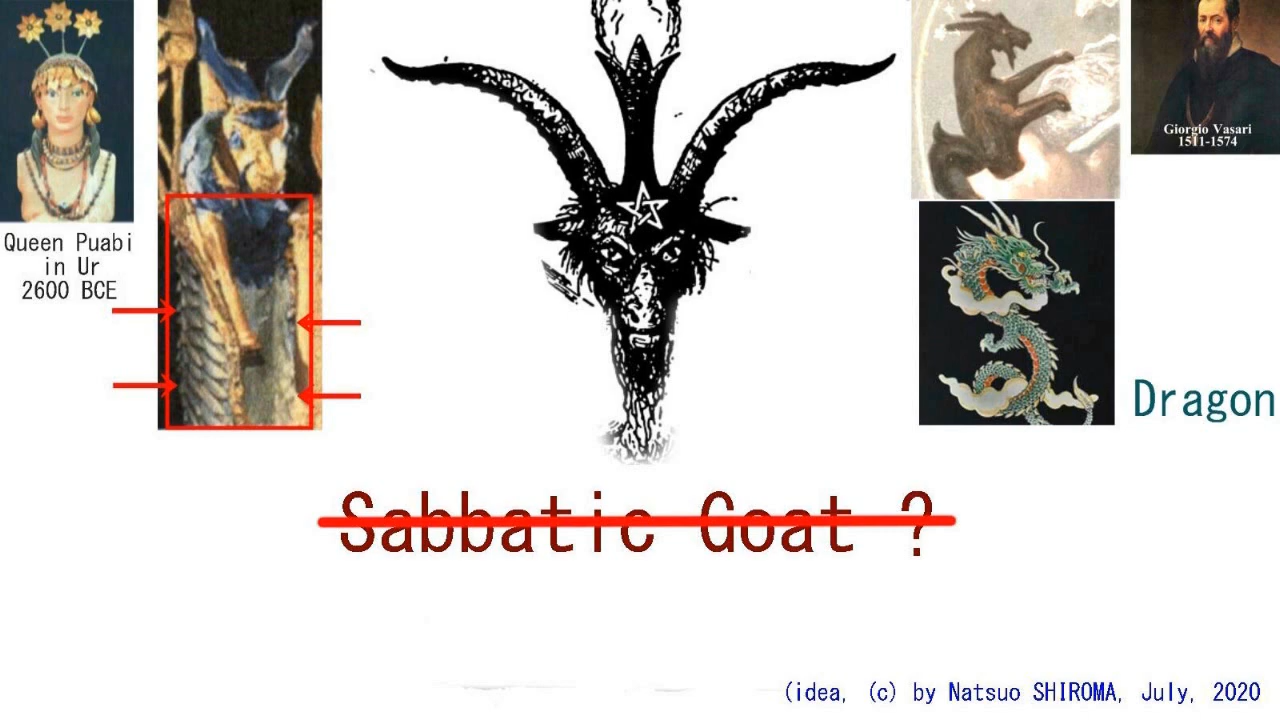 Queen Puabi
in Ur
2600 BCE
Giorgio Vasari
1511-1574
Dragon
Sabbatic Goat ?
(idea, (c) by Natsuo SHIROMA, July, 2020